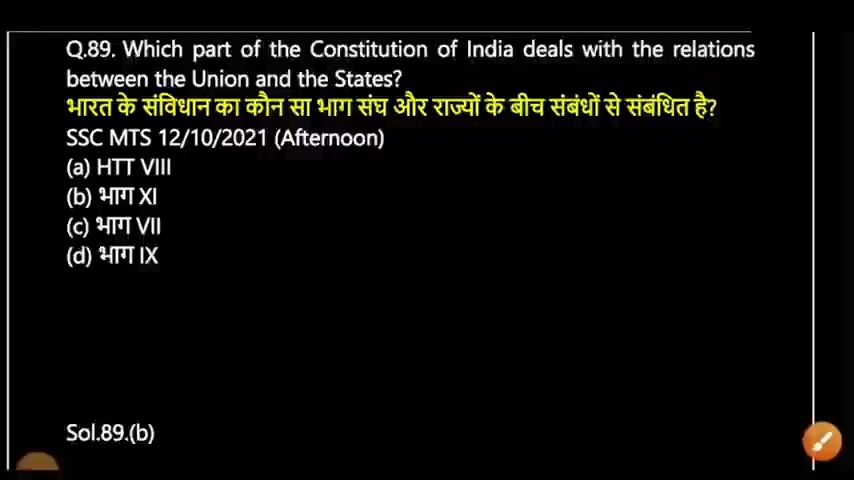 Q.89. Which part of the Constitution of India deals with the relations
between the Union and the States?
भारत के संविधान का कौन सा भाग संघ और राज्यों के बीच संबंधों से संबंधित है?
SSC MTS 12/10/2021 (Afternoon)
(a) HTT VIII
(b) भाग XI
(c) भाग VII
(d) भाग IX
Sol.89.(b)